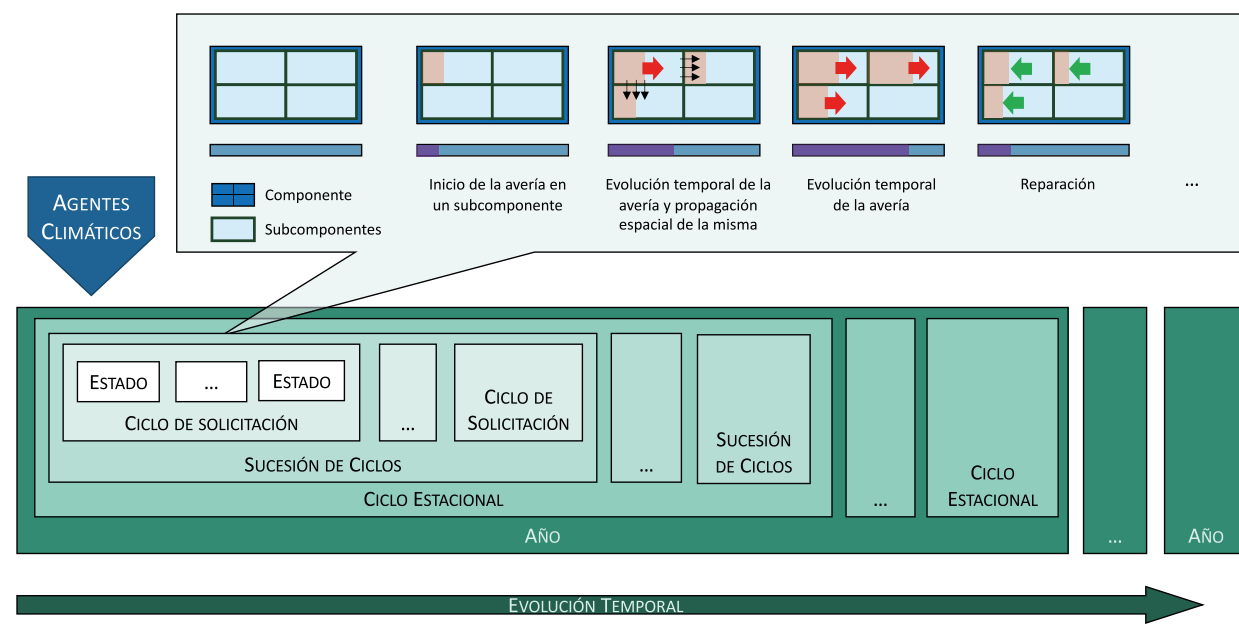 Componente
Subcomponentes
Inicio de la avería en
un subcomponente
Evolución temporal de la
avería y propagación
espacial de la misma
Evolución temporal
de la avería
Reparación
...
AGENTES
CLIMÁTICOS
ESTADO
...
ESTADO
CICLO DE SOLICITACIÓN
...
CICLO DE
SOLICITACIÓN
SUCESIÓN DE CICLOS
...
SUCESIÓN
DE CICLOS
CICLO ESTACIONAL
...
CICLO
ESTACIONAL
AÑO
...
AÑO
EVOLUCIÓN TEMPORAL